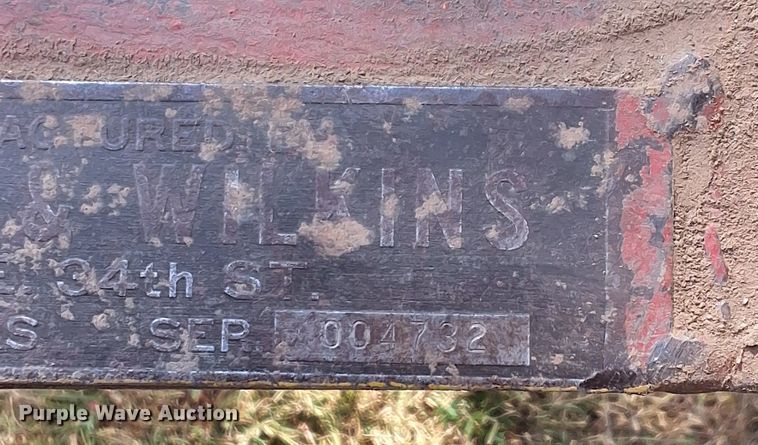 ACTURED BY
& WILKINS
E. 34th ST.
S SEP. 004732
Purple Wave Auction